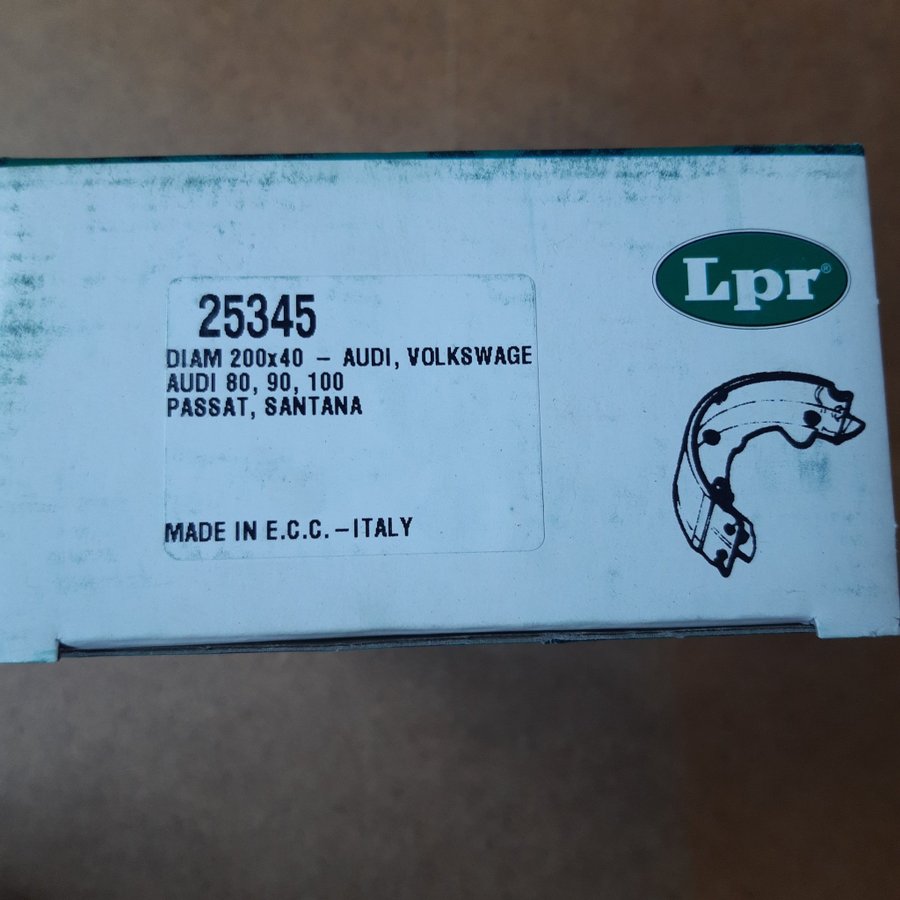 Lpr®
25345
DIAM 200x40 - AUDI, VOLKSWAGE
AUDI 80, 90, 100
PASSAT, SANTANA
MADE IN E.C.C. -ITALY